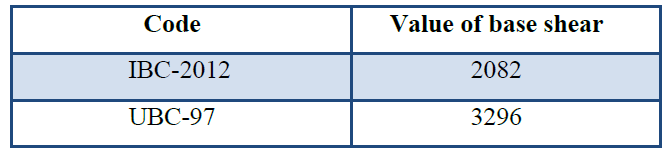 Code Value of base shear
IBC-2012 2082
UBC-97 3296